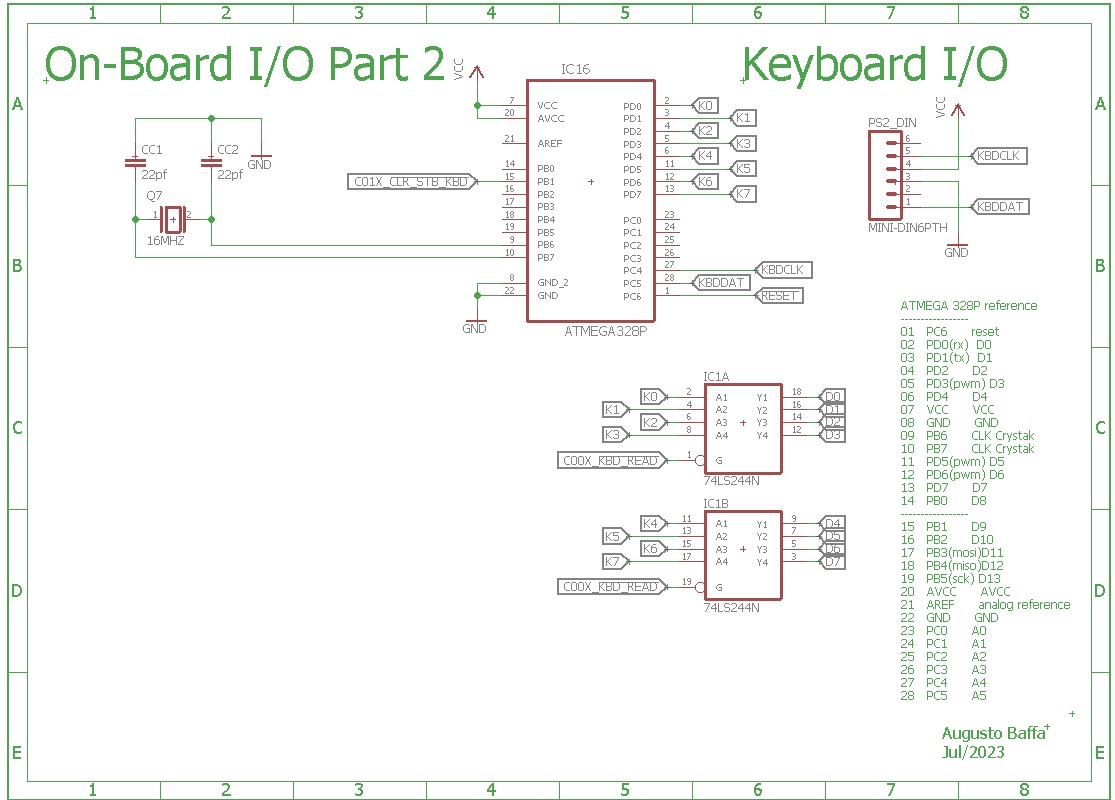 1 2 3 4 5 6 7 8
On-Board I/O Part 2
Keyboard I/O
A A
VCC
IC16
7 VCC
20 AVCC
21 AREF
14 PB0
15 PB1
16 PB2
17 PB3
18 PB4
19 PB5
9 PB6
10 PB7
8 GND_2
22 GND
GND
PD0 2 K0
PD1 3 K1
PD2 4 K2
PD3 5 K3
PD4 6 K4
PD5 11 K5
PD6 12 K6
PD7 13 K7
PC0 23
PC1 24
PC2 25
PC3 26
PC4 27 KBDCLK
PC5 28 KBDDAT
PC6 1 RESET
ATMEGA328P
CC1
22pf
CC2
22pf
GND
Q7
1 2
16MHZ
C01X_CLR_STB_KBD
VCC
PS2_DIN
6
5 KBDCLK
4
3
2
1 KBDDAT
MINI-DIN6PTH
GND
B B
ATMEGA 328P reference
-----------------
01 PC6 reset
02 PD0(rx) D0
03 PD1(tx) D1
04 PD2 D2
05 PD3(pwm) D3
06 PD4 D4
07 VCC VCC
08 GND GND
09 PB6 CLK Crystak
10 PB7 CLK Crystak
11 PD5(pwm) D5
12 PD6(pwm) D6
13 PD7 D7
14 PB0 D8
-----------------
15 PB1 D9
16 PB2 D10
17 PB3(mosi)D11
18 PB4(miso)D12
19 PB5(sck) D13
20 AVCC AVCC
21 AREF analog reference
22 GND GND
23 PC0 A0
24 PC1 A1
25 PC2 A2
26 PC3 A3
27 PC4 A4
28 PC5 A5
C C
IC1A
K0 2 A1 Y1 18 D0
K1 4 A2 Y2 16 D1
K2 6 A3 Y3 14 D2
K3 8 A4 Y4 12 D3
C00X_KBD_READ 1 G
74LS244N
IC1B
K4 11 A1 Y1 9 D4
K5 13 A2 Y2 7 D5
K6 15 A3 Y3 5 D6
K7 17 A4 Y4 3 D7
C00X_KBD_READ 19 G
74LS244N
D D
Augusto Baffa
Jul/2023
E E
1 2 3 4 5 6 7 8